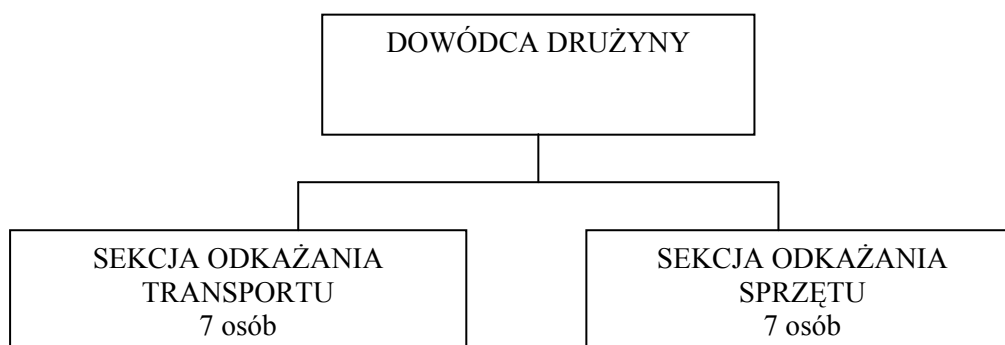 DOWÓDCA DRUŻYNY
SEKCJA ODKAŻANIA
TRANSPORTU
7 osób
SEKCJA ODKAŻANIA
SPRZĘTU
7 osób